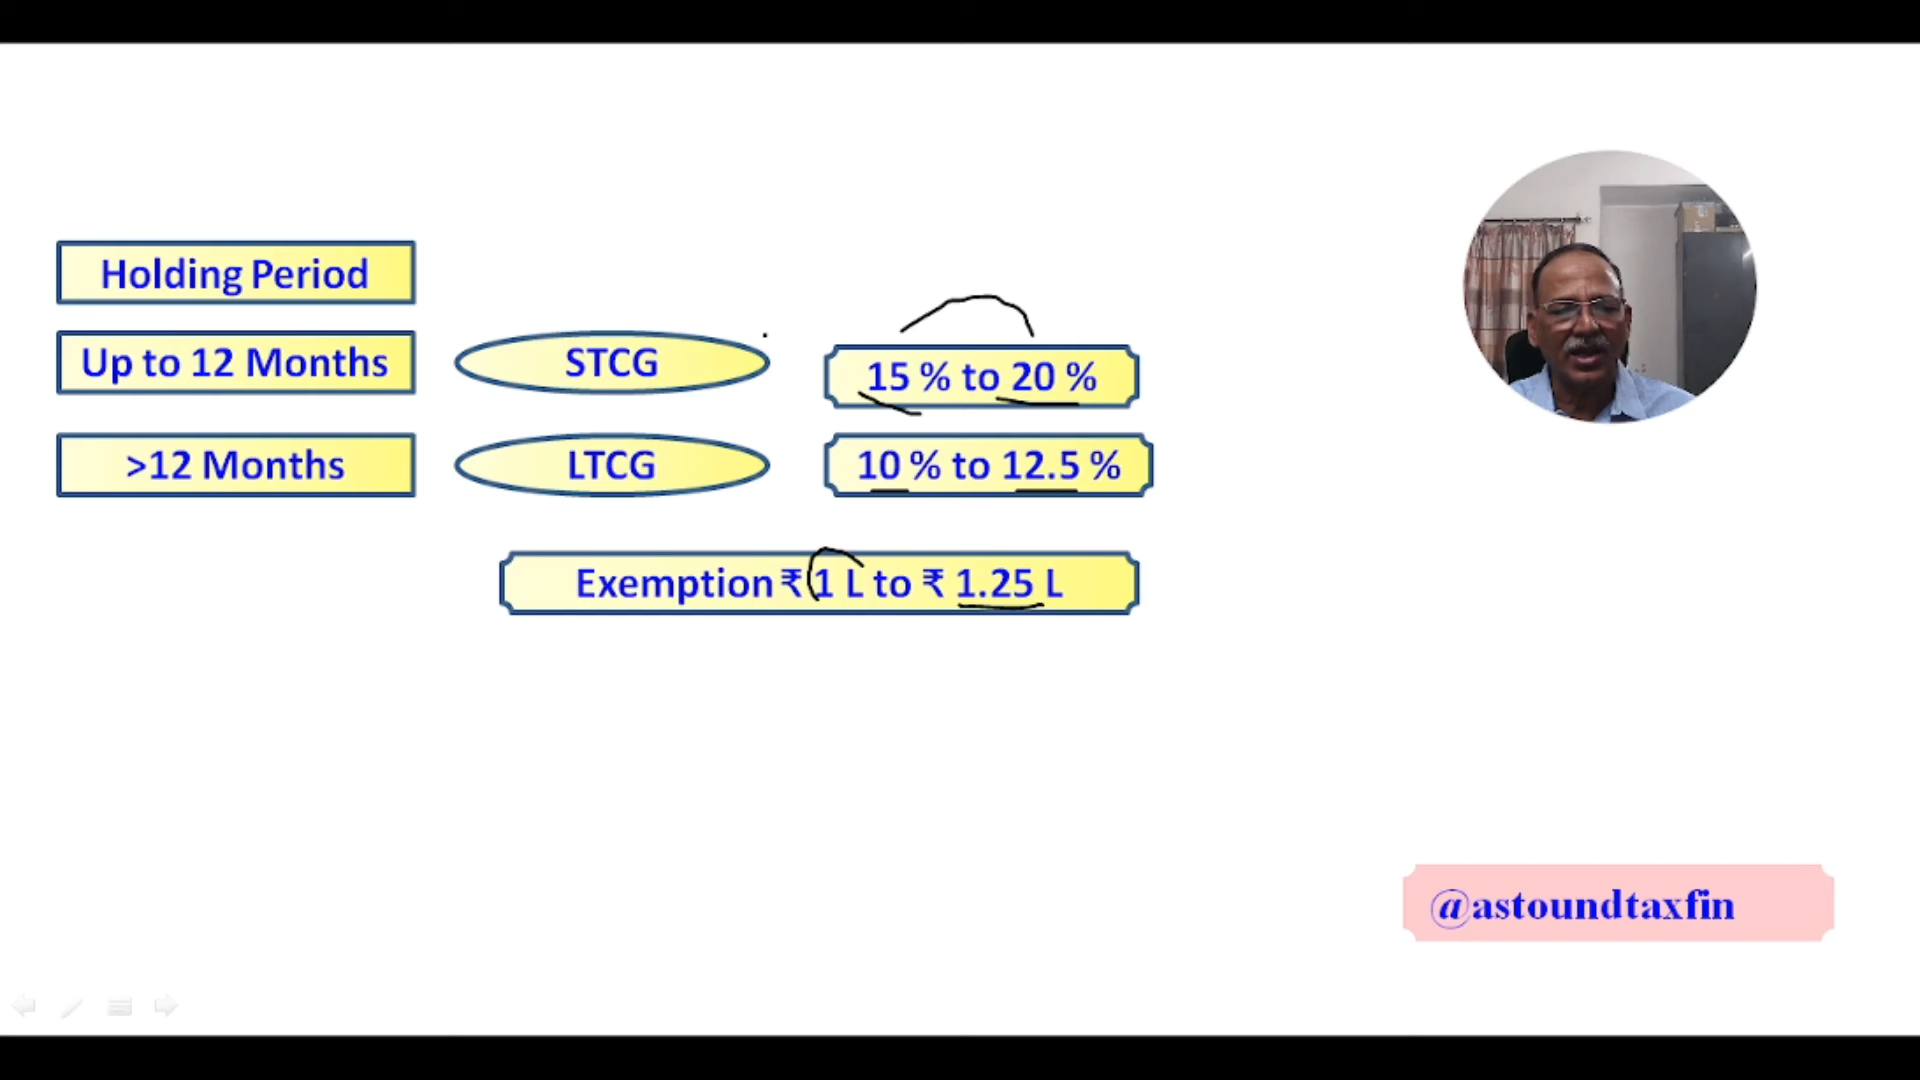 Holding Period
Up to 12 Months
STCG
15 % to 20 %
>12 Months
LTCG
10 % to 12.5 %
Exemption ₹ 1 L to ₹ 1.25 L
@astoundtaxfin